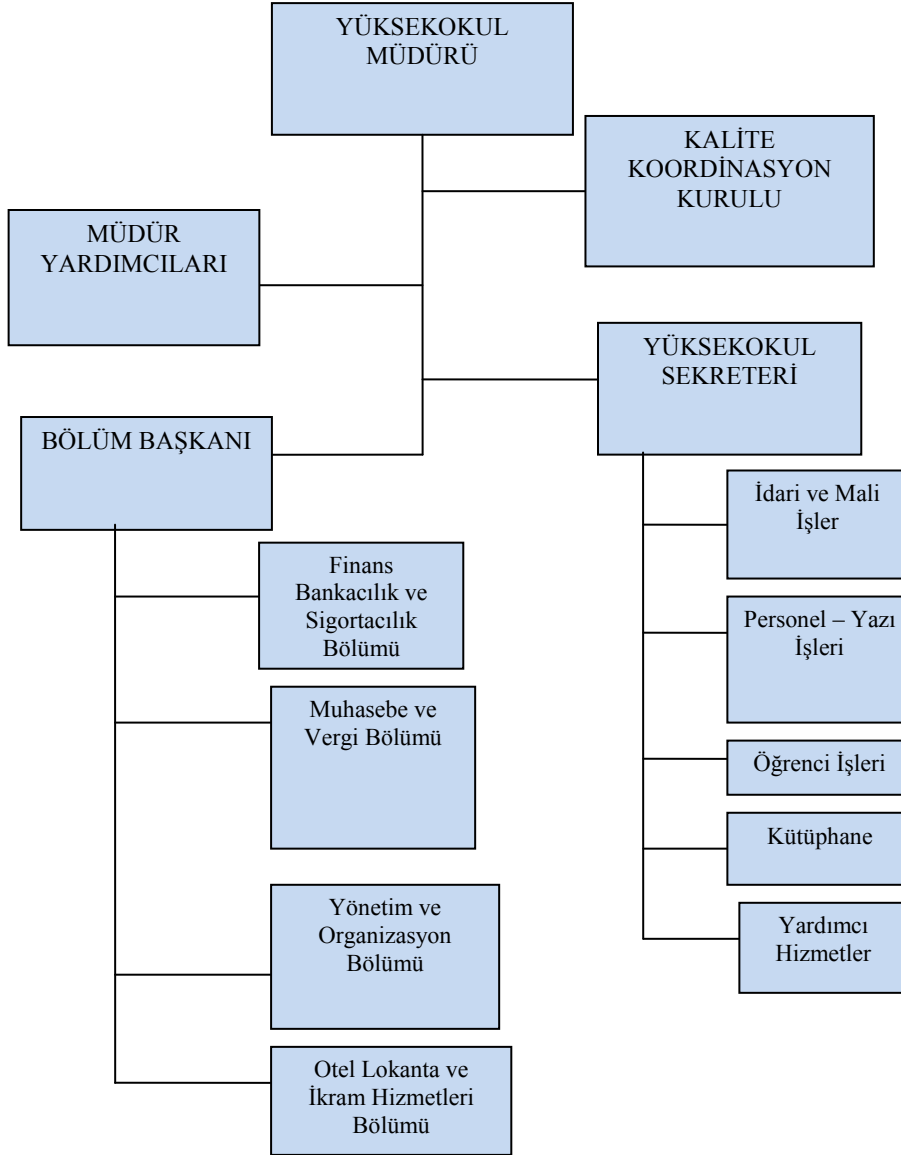 YÜKSEKOKUL
MÜDÜRÜ
KALİTE
KOORDİNASYON
KURULU
MÜDÜR
YARDIMCILARI
YÜKSEKOKUL
SEKRETERİ
BÖLÜM BAŞKANI
Finans
Bankacılık ve
Sigortacılık
Bölümü
Muhasebe ve
Vergi Bölümü
Yönetim ve
Organizasyon
Bölümü
Otel Lokanta ve
İkram Hizmetleri
Bölümü
İdari ve Mali
İşler
Personel – Yazı
İşleri
Öğrenci İşleri
Kütüphane
Yardımcı
Hizmetler